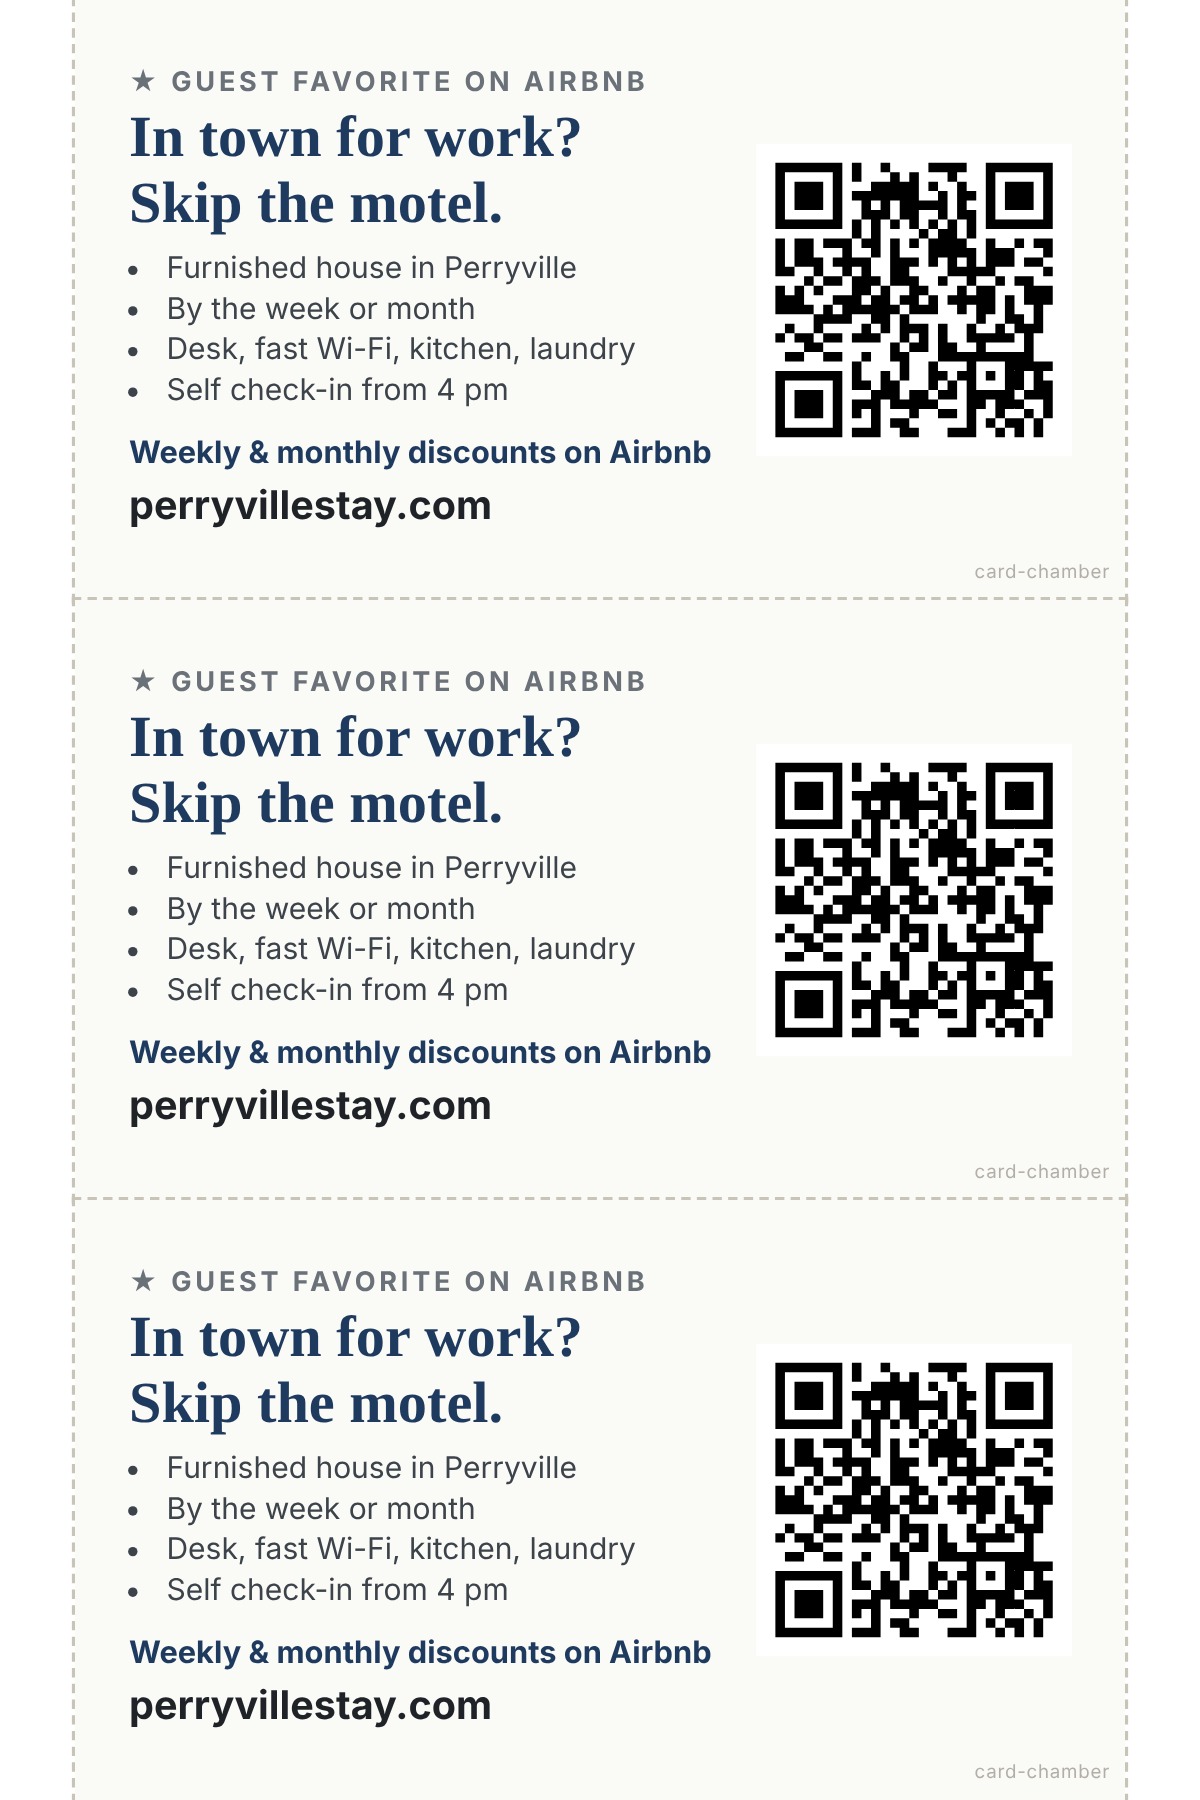 ★ GUEST FAVORITE ON AIRBNB
In town for work?
Skip the motel.
• Furnished house in Perryville
• By the week or month
• Desk, fast Wi-Fi, kitchen, laundry
• Self check-in from 4 pm
Weekly & monthly discounts on Airbnb
perryvillestay.com
card-chamber
★ GUEST FAVORITE ON AIRBNB
In town for work?
Skip the motel.
• Furnished house in Perryville
• By the week or month
• Desk, fast Wi-Fi, kitchen, laundry
• Self check-in from 4 pm
Weekly & monthly discounts on Airbnb
perryvillestay.com
card-chamber
★ GUEST FAVORITE ON AIRBNB
In town for work?
Skip the motel.
• Furnished house in Perryville
• By the week or month
• Desk, fast Wi-Fi, kitchen, laundry
• Self check-in from 4 pm
Weekly & monthly discounts on Airbnb
perryvillestay.com
card-chamber